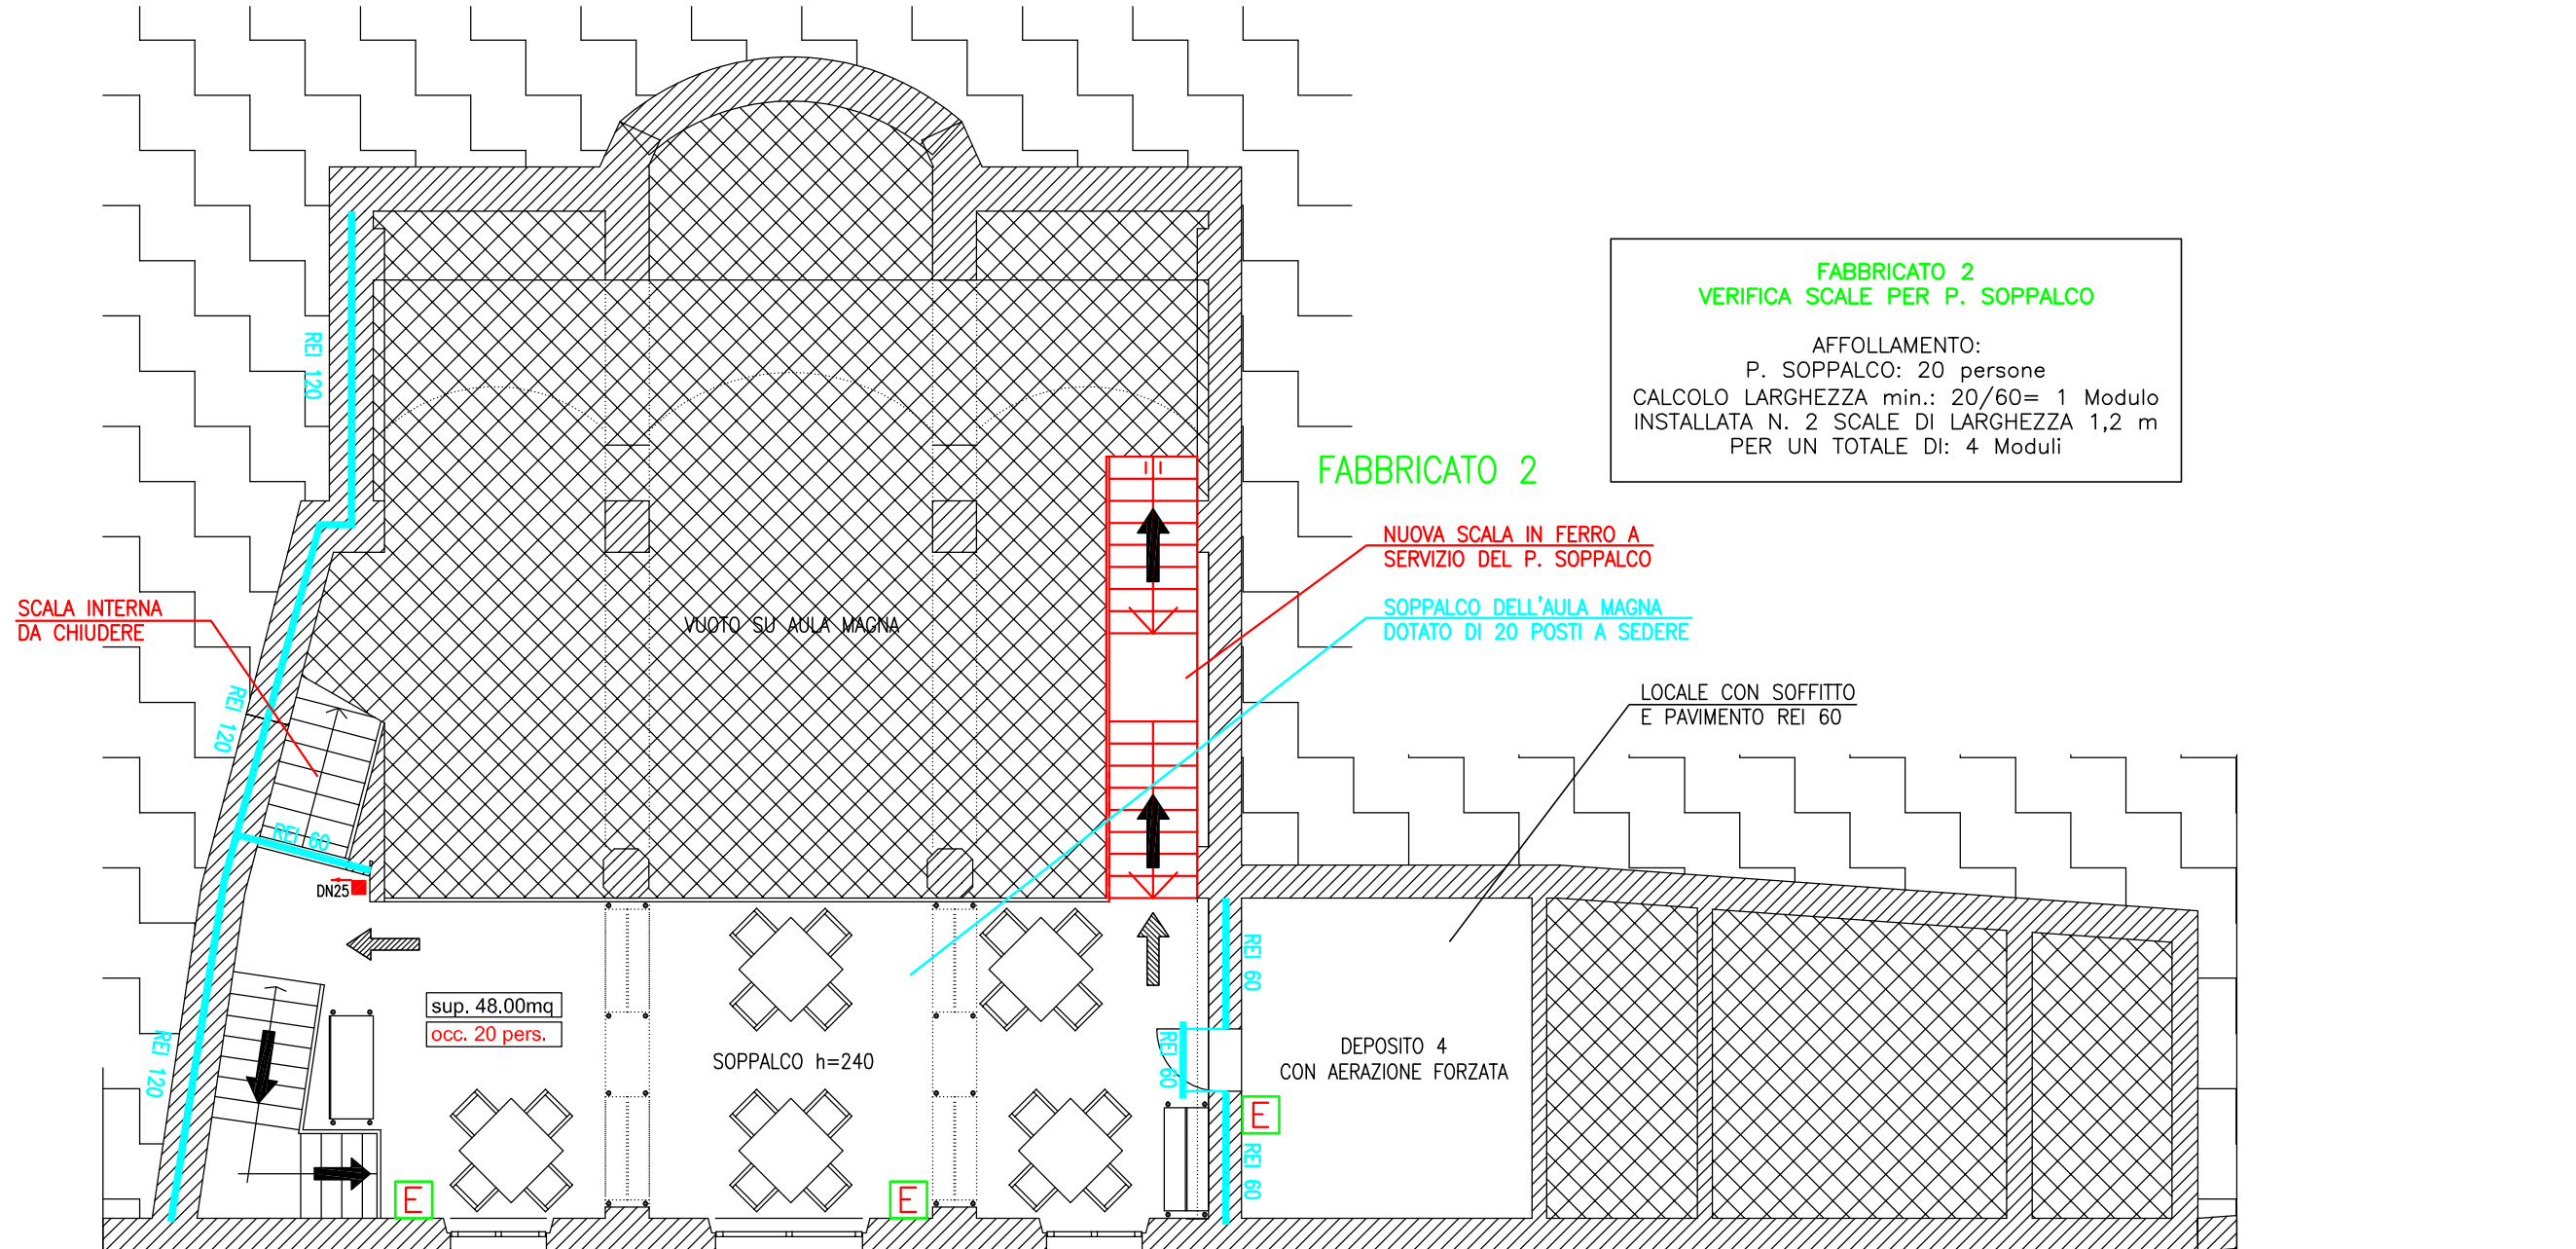 FABBRICATO 2
VERIFICA SCALE PER P. SOPPALCO
AFFOLLAMENTO:
P. SOPPALCO: 20 persone
CALCOLO LARGHEZZA min.: 20/60= 1 Modulo
INSTALLATA N. 2 SCALE DI LARGHEZZA 1,2 m
PER UN TOTALE DI: 4 Moduli
REI 120
FABBRICATO 2
NUOVA SCALA IN FERRO A
SERVIZIO DEL P. SOPPALCO
SCALA INTERNA
DA CHIUDERE
VUOTO SU AULA MAGNA
SOPPALCO DELL'AULA MAGNA
DOTATO DI 20 POSTI A SEDERE
REI 120
LOCALE CON SOFFITTO
E PAVIMENTO REI 60
REI 60
DN25
REI 60
sup. 48.00mq
occ. 20 pers.
SOPPALCO h=240
REI 120
REI 60
DEPOSITO 4
CON AERAZIONE FORZATA
E
REI 60
E
E